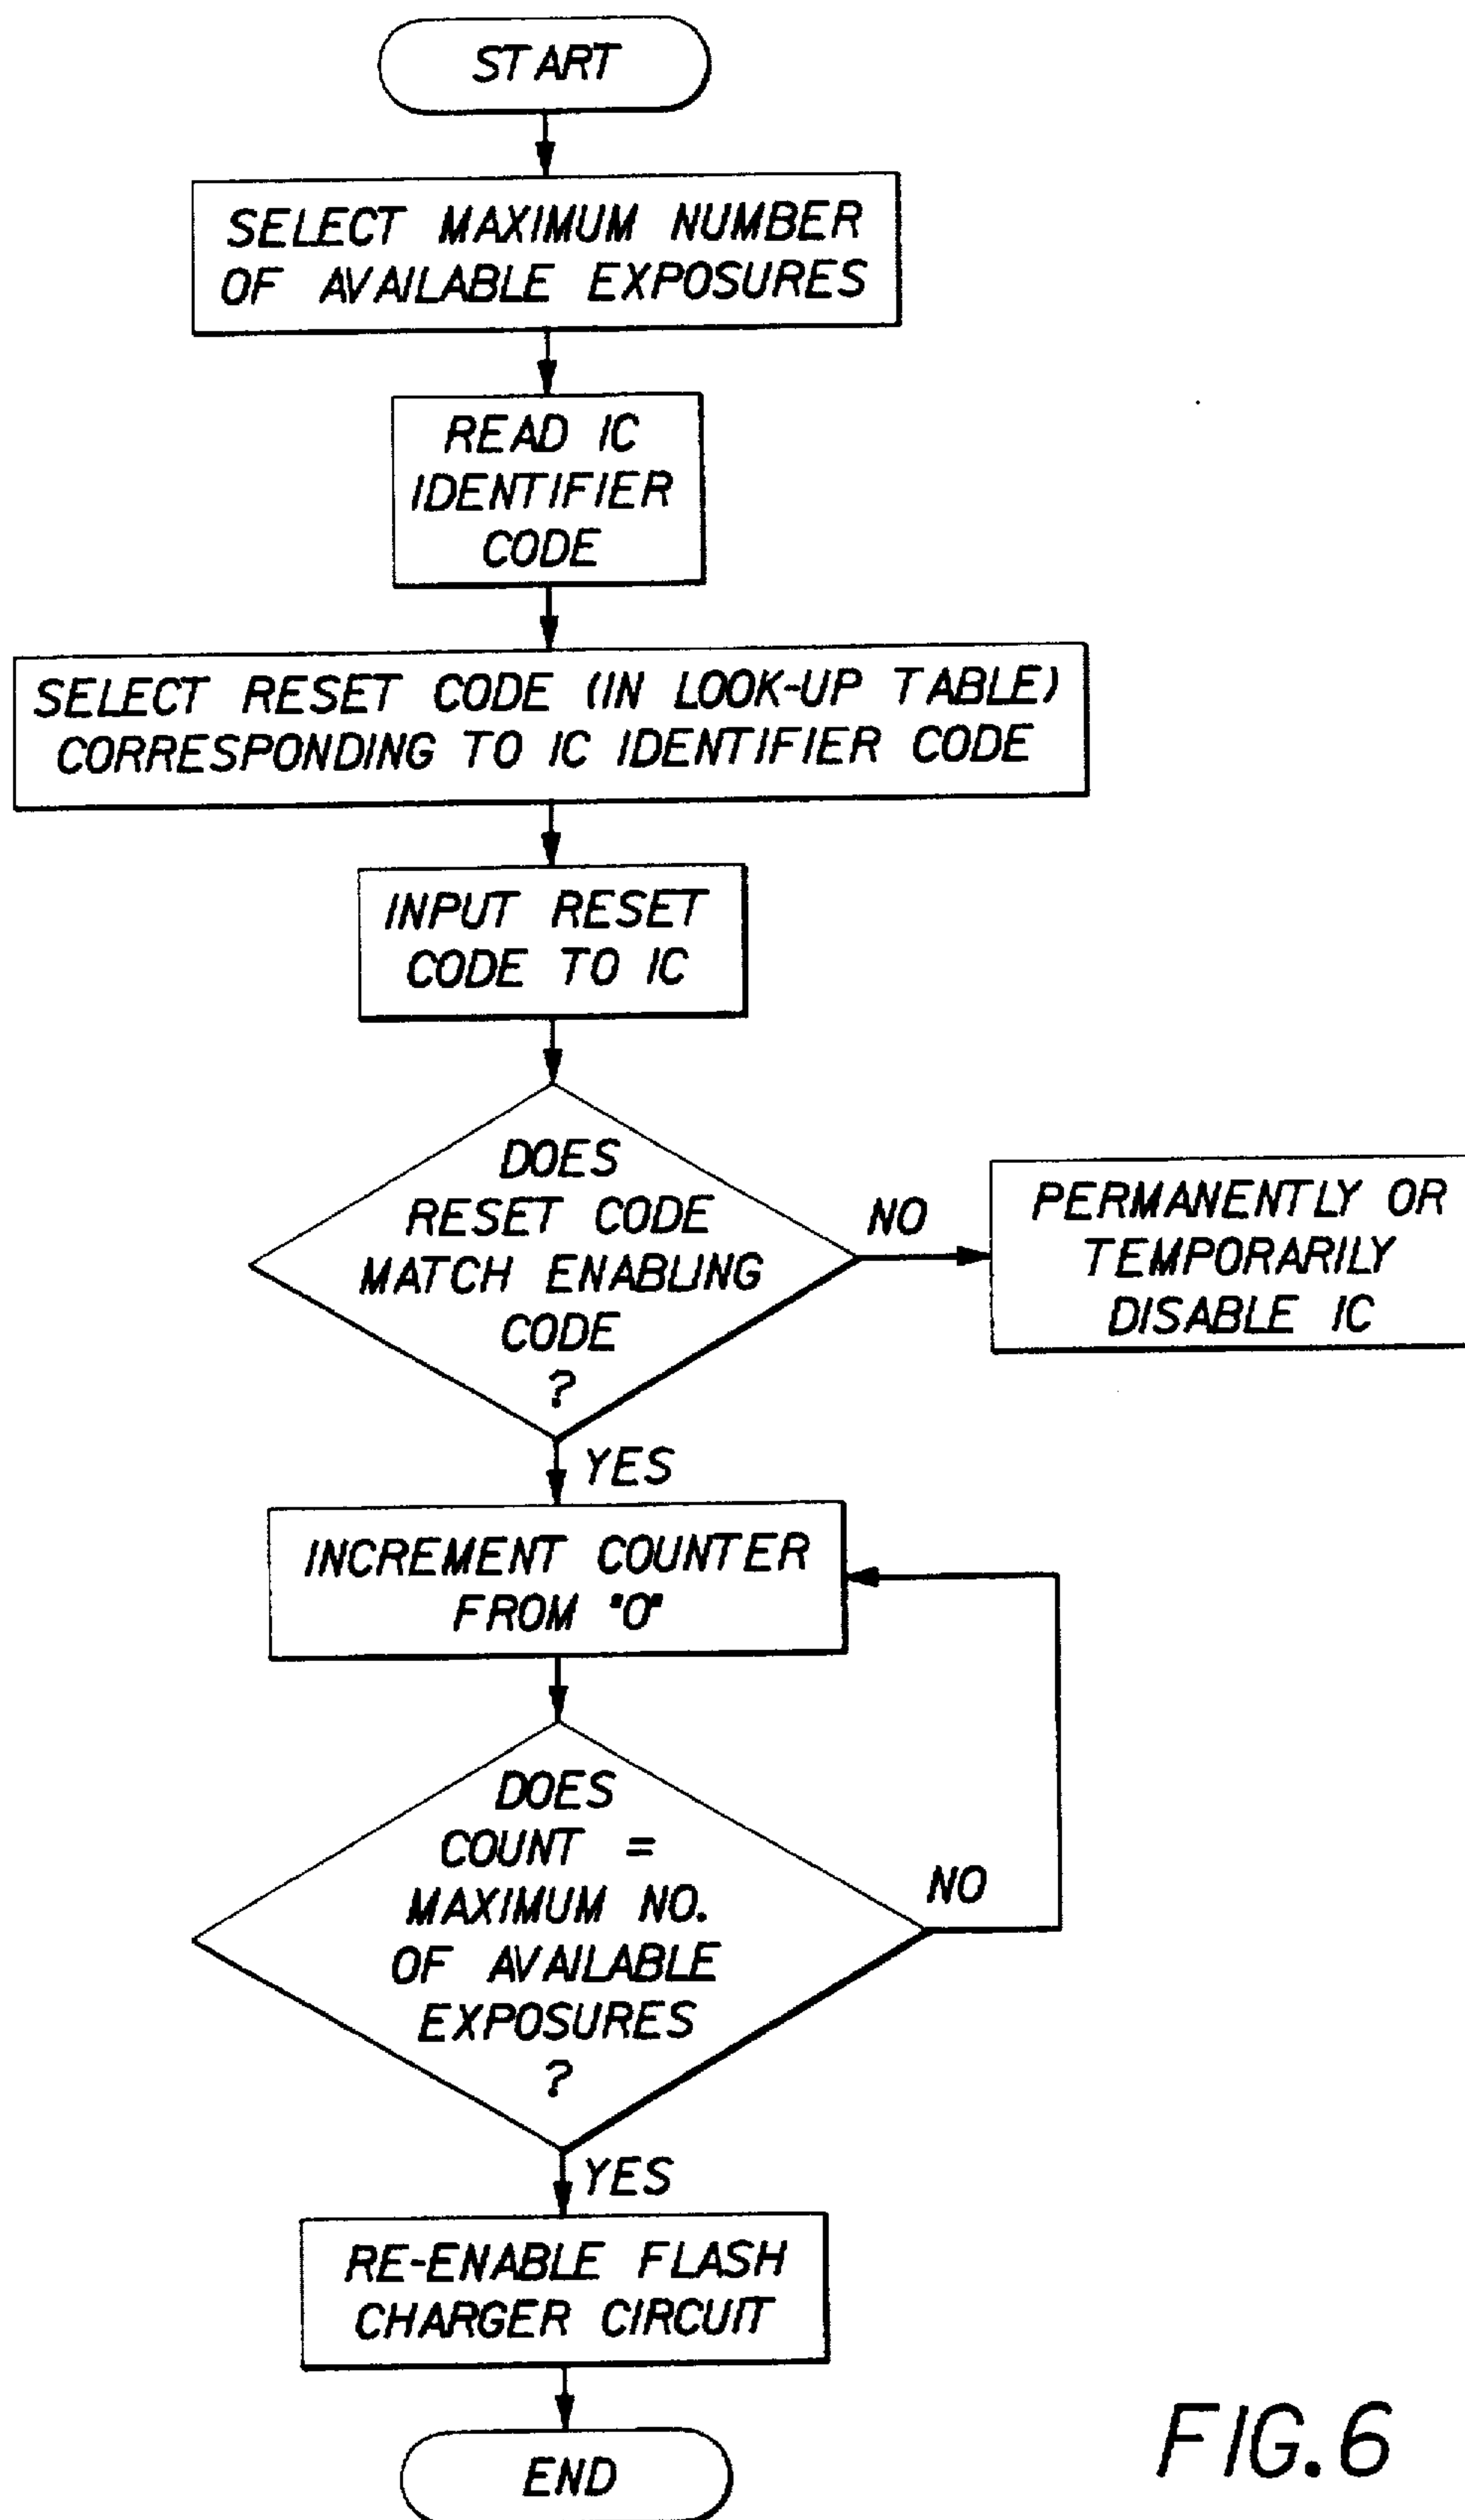 START
SELECT MAXIMUM NUMBER
OF AVAILABLE EXPOSURES
READ IC
IDENTIFIER
CODE
SELECT RESET CODE (IN LOOK-UP TABLE)
CORRESPONDING TO IC IDENTIFIER CODE
INPUT RESET
CODE TO IC
DOES
RESET CODE
MATCH ENABLING
CODE
?
NO
PERMANENTLY OR
TEMPORARILY
DISABLE IC
YES
INCREMENT COUNTER
FROM "0"
DOES
COUNT =
MAXIMUM NO.
OF AVAILABLE
EXPOSURES
?
NO
YES
RE-ENABLE FLASH
CHARGER CIRCUIT
END
FIG.6